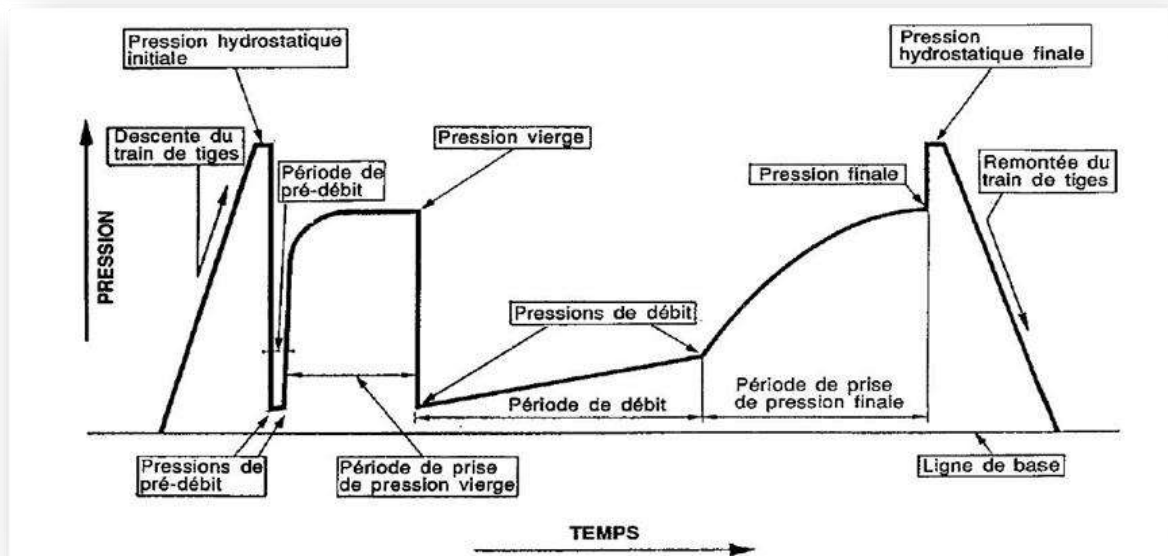 Pression hydrostatique
initiale
Pression
hydrostatique finale
Descente du
train de tiges
Pression vierge
Période de
pré-débit
Pression finale
Remontée du
train de tiges
PRESSION
Pressions de débit
Période de débit
Période de prise
de pression finale
Pressions de
pré-débit
Période de prise
de pression vierge
Ligne de base
TEMPS